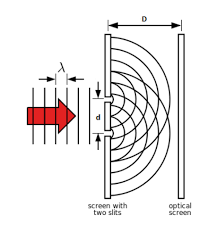 D
λ
d
screen with
two slits
optical
screen